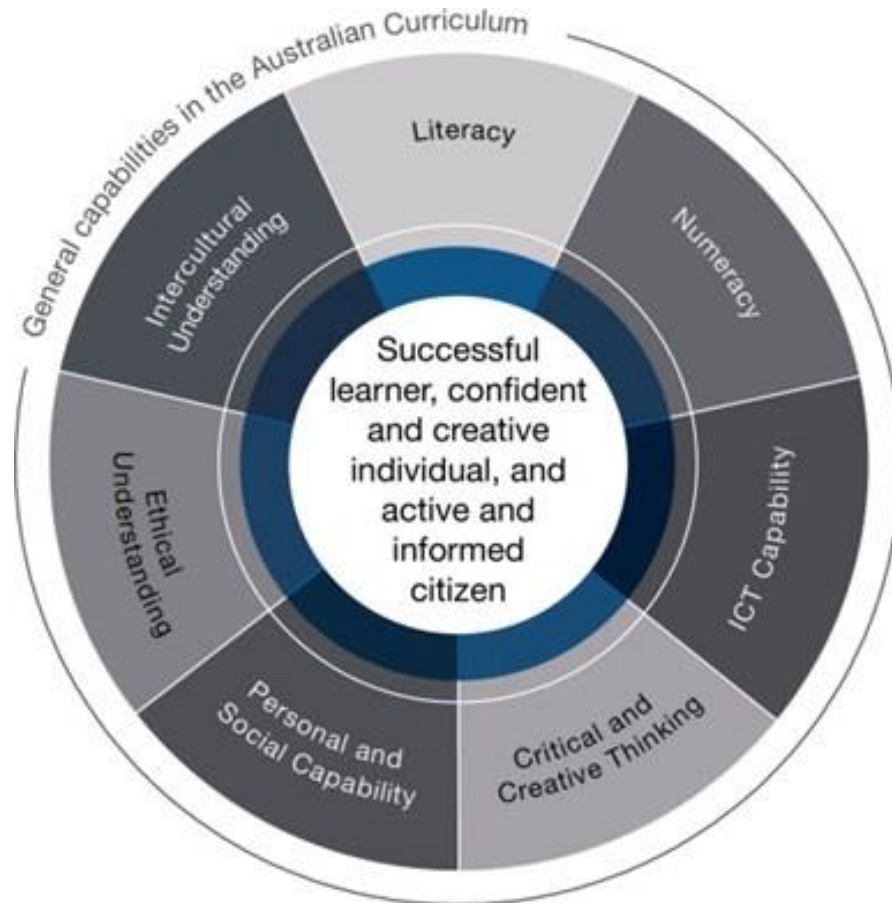 General capabilities in the Australian Curriculum
Literacy
Numeracy
ICT Capability
Critical and
Creative Thinking
Personal and
Social Capability
Ethical
Understanding
Intercultural
Understanding
Successful
learner, confident
and creative
individual, and
active and
informed
citizen